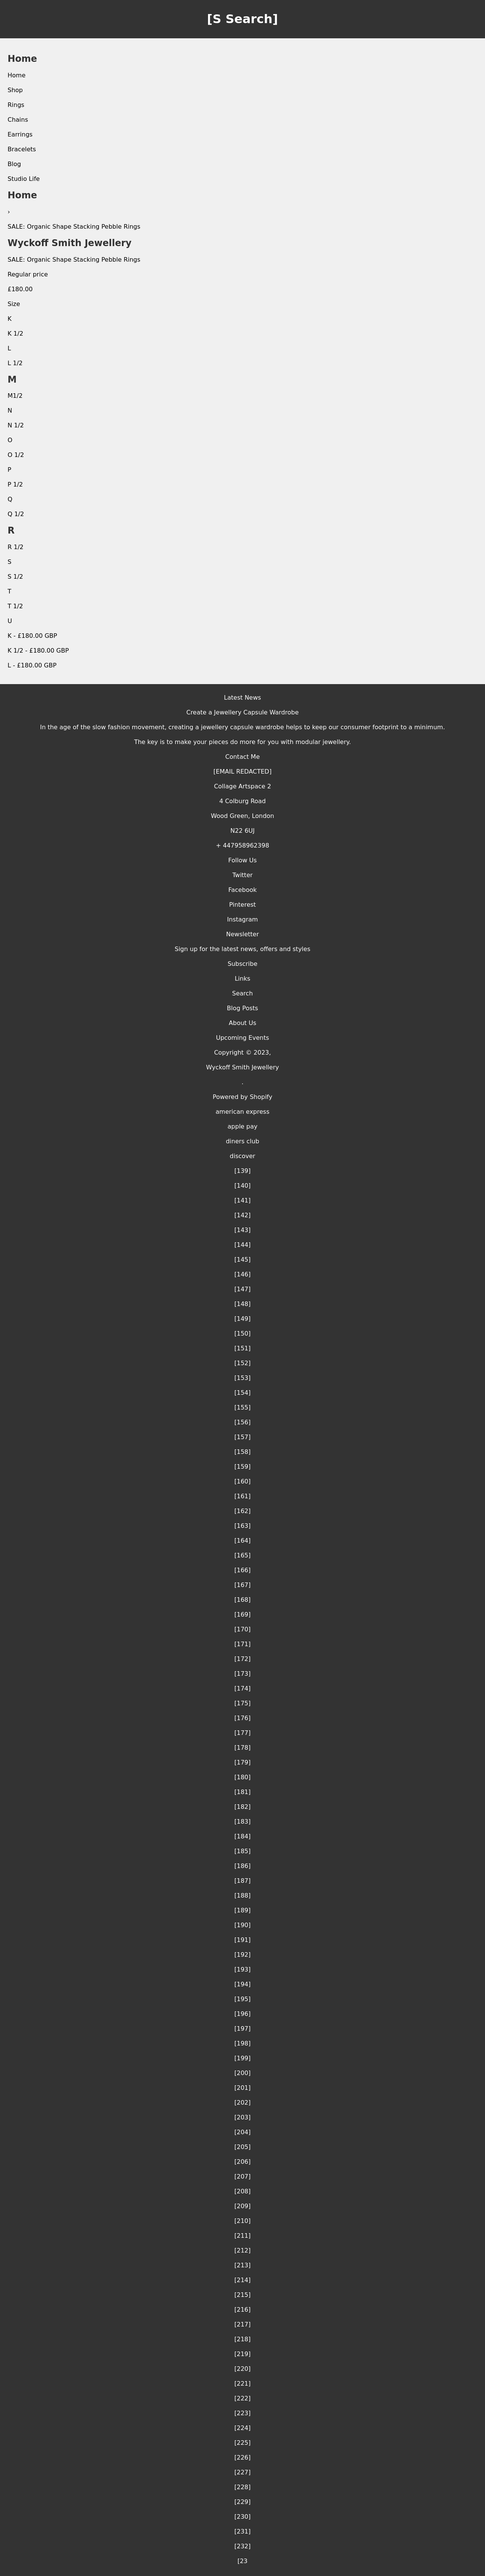 [S Search]
Home
Home
Shop
Rings
Chains
Earrings
Bracelets
Blog
Studio Life
Home
›
SALE: Organic Shape Stacking Pebble Rings
Wyckoff Smith Jewellery
SALE: Organic Shape Stacking Pebble Rings
Regular price
£180.00
Size
K
K 1/2
L
L 1/2
M
M1/2
N
N 1/2
O
O 1/2
P
P 1/2
Q
Q 1/2
R
R 1/2
S
S 1/2
T
T 1/2
U
K - £180.00 GBP
K 1/2 - £180.00 GBP
L - £180.00 GBP
Latest News
Create a Jewellery Capsule Wardrobe
In the age of the slow fashion movement, creating a jewellery capsule wardrobe helps to keep our consumer footprint to a minimum.
The key is to make your pieces do more for you with modular jewellery.
Contact Me
[EMAIL REDACTED]
Collage Artspace 2
4 Colburg Road
Wood Green, London
N22 6UJ
+ 447958962398
Follow Us
Twitter
Facebook
Pinterest
Instagram
Newsletter
Sign up for the latest news, offers and styles
Subscribe
Links
Search
Blog Posts
About Us
Upcoming Events
Copyright © 2023,
Wyckoff Smith Jewellery
.
Powered by Shopify
american express
apple pay
diners club
discover
[139]
[140]
[141]
[142]
[143]
[144]
[145]
[146]
[147]
[148]
[149]
[150]
[151]
[152]
[153]
[154]
[155]
[156]
[157]
[158]
[159]
[160]
[161]
[162]
[163]
[164]
[165]
[166]
[167]
[168]
[169]
[170]
[171]
[172]
[173]
[174]
[175]
[176]
[177]
[178]
[179]
[180]
[181]
[182]
[183]
[184]
[185]
[186]
[187]
[188]
[189]
[190]
[191]
[192]
[193]
[194]
[195]
[196]
[197]
[198]
[199]
[200]
[201]
[202]
[203]
[204]
[205]
[206]
[207]
[208]
[209]
[210]
[211]
[212]
[213]
[214]
[215]
[216]
[217]
[218]
[219]
[220]
[221]
[222]
[223]
[224]
[225]
[226]
[227]
[228]
[229]
[230]
[231]
[232]
[23